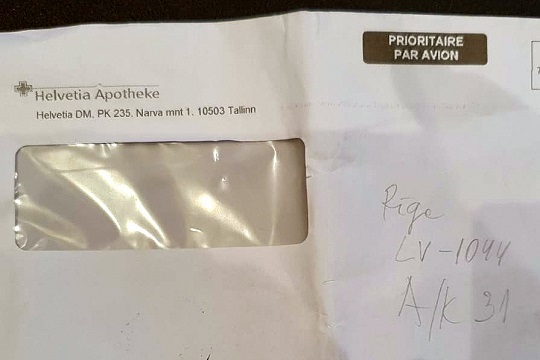 PRIORITAIRE
PAR AVION
Helvetia Apotheke
Helvetia DM. PK 235. Narva mnt 1. 10503 Tallinn
Rīga
LV-1044
A/K 31